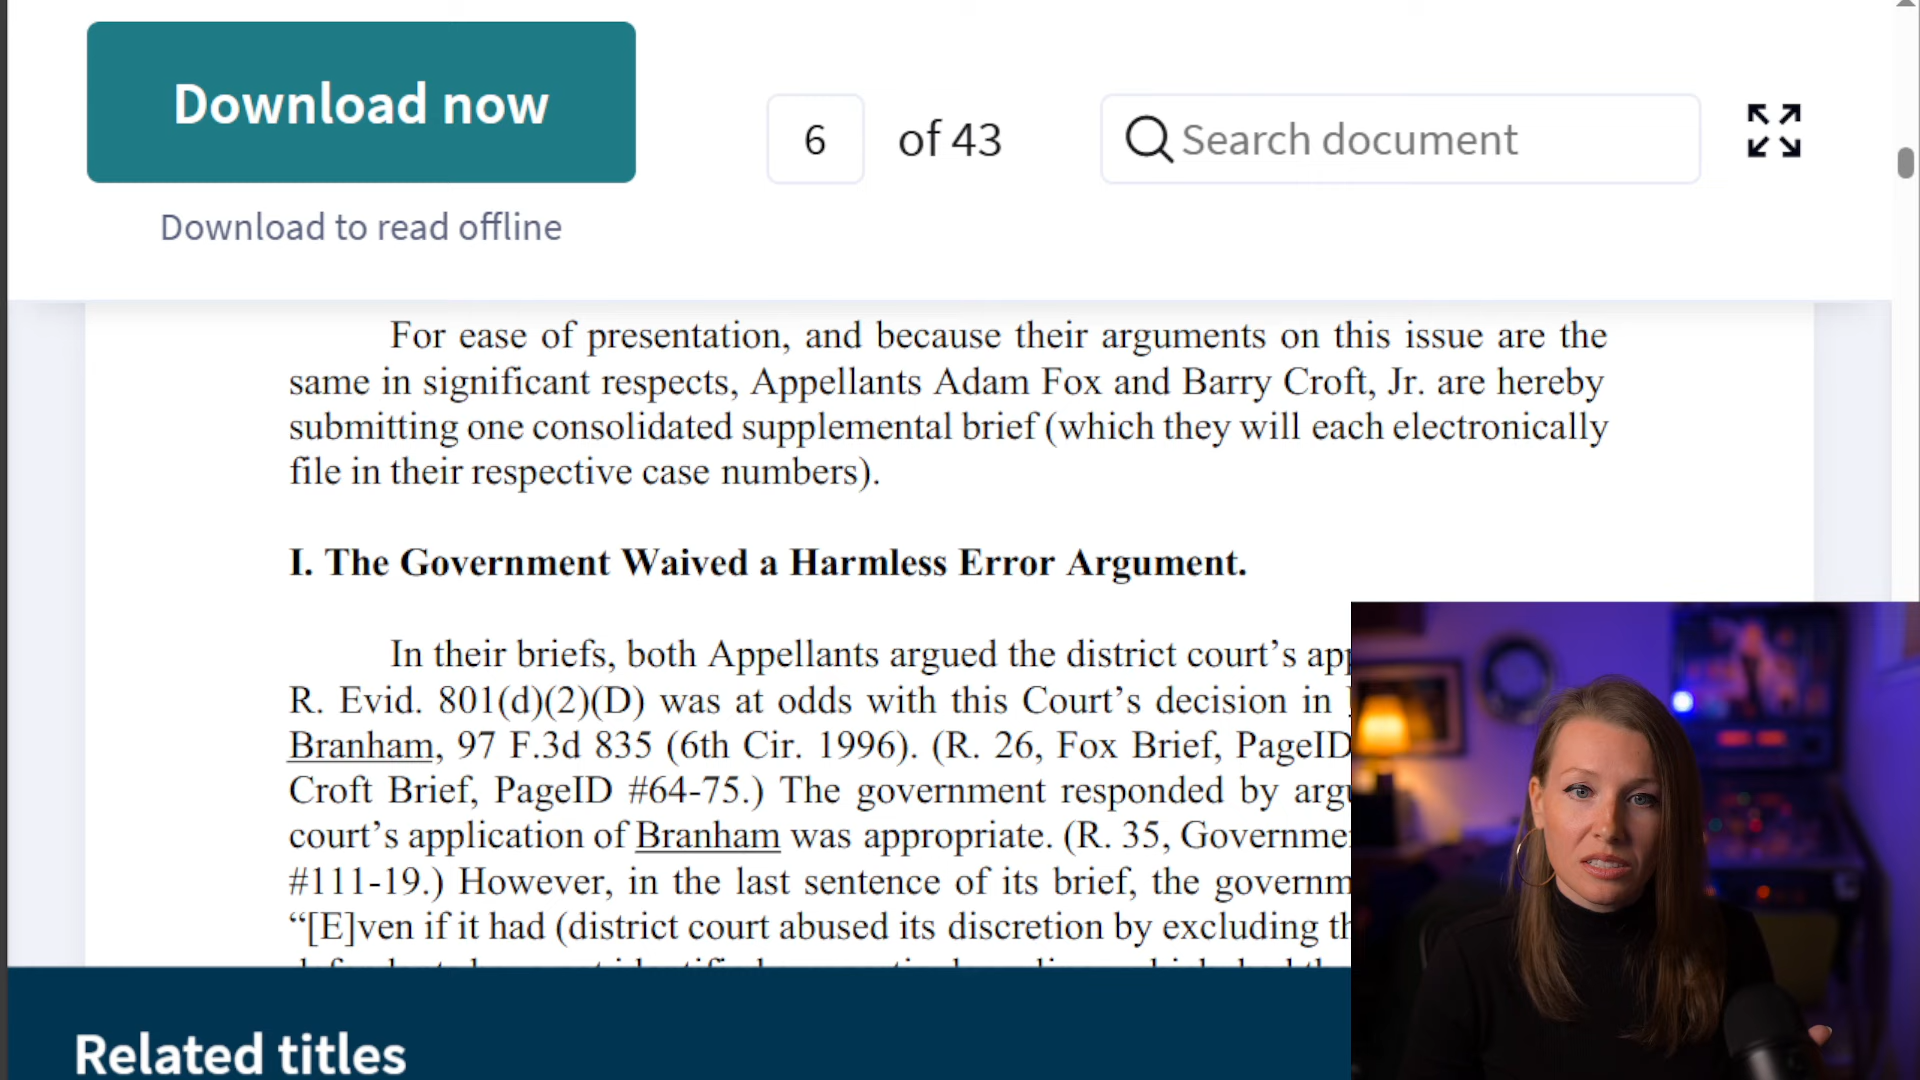 Download now
Download to read offline
6 of 43
Search document
For ease of presentation, and because their arguments on this issue are the
same in significant respects, Appellants Adam Fox and Barry Croft, Jr. are hereby
submitting one consolidated supplemental brief (which they will each electronically
file in their respective case numbers).
I. The Government Waived a Harmless Error Argument.
In their briefs, both Appellants argued the district court’s
R. Evid. 801(d)(2)(D) was at odds with this Court’s decision in
Branham, 97 F.3d 835 (6th Cir. 1996). (R. 26, Fox Brief, PageID
Croft Brief, PageID #64-75.) The government responded by
court’s application of Branham was appropriate. (R. 35,
#111-19.) However, in the last sentence of its brief, the
“[E]ven if it had (district court abused its discretion by excluding
Related titles